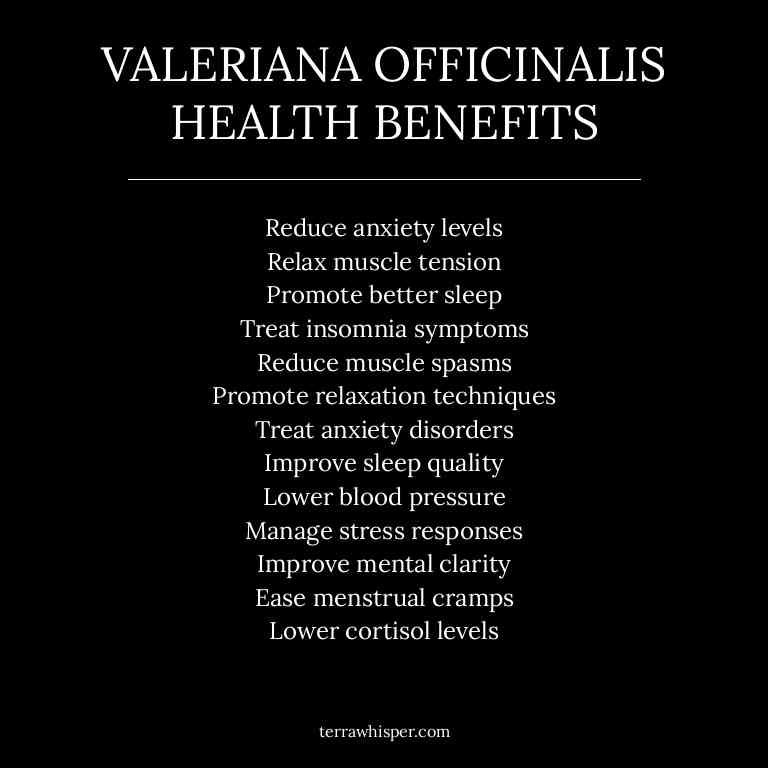 VALERIANA OFFICINALIS
HEALTH BENEFITS
Reduce anxiety levels
Relax muscle tension
Promote better sleep
Treat insomnia symptoms
Reduce muscle spasms
Promote relaxation techniques
Treat anxiety disorders
Improve sleep quality
Lower blood pressure
Manage stress responses
Improve mental clarity
Ease menstrual cramps
Lower cortisol levels
terrawhisper.com